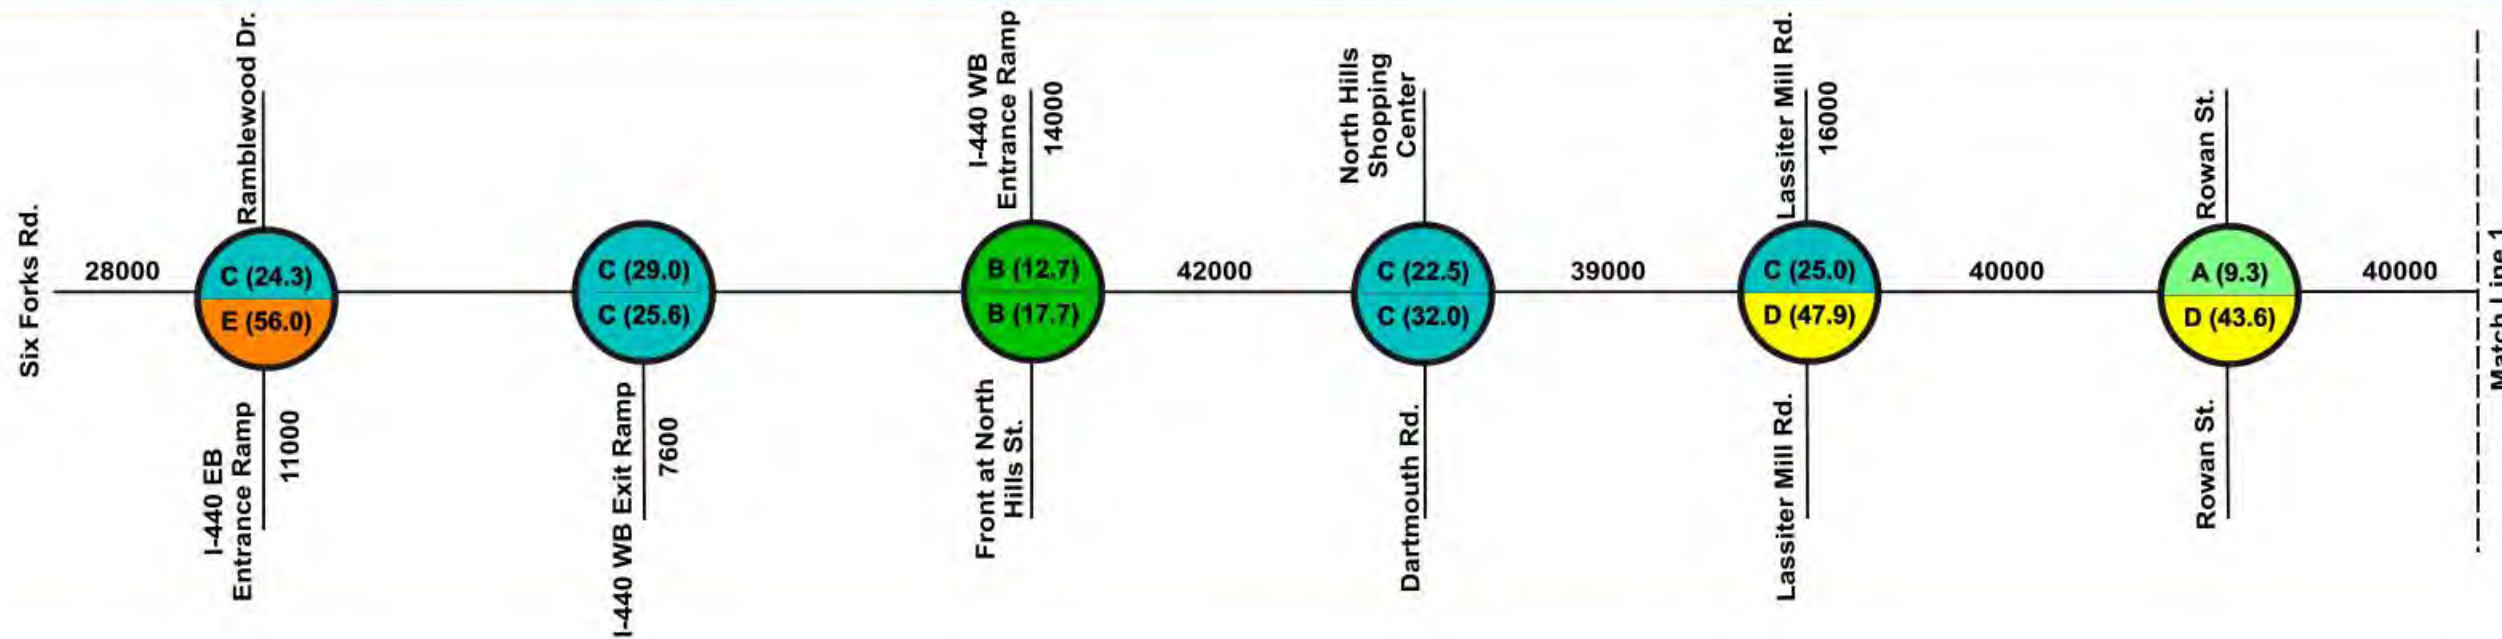 Six Forks Rd.
28000
Ramblewood Dr.
C (24.3)
E (56.0)
I-440 EB
Entrance Ramp
11000
C (29.0)
C (25.6)
I-440 WB Exit Ramp
7600
I-440 WB
Entrance Ramp
14000
B (12.7)
B (17.7)
Front at North
Hills St.
42000
North Hills
Shopping
Center
C (22.5)
C (32.0)
Dartmouth Rd.
39000
Lassiter Mill Rd.
16000
C (25.0)
D (47.9)
Lassiter Mill Rd.
40000
Rowan St.
A (9.3)
D (43.6)
Rowan St.
40000
Match Line 1